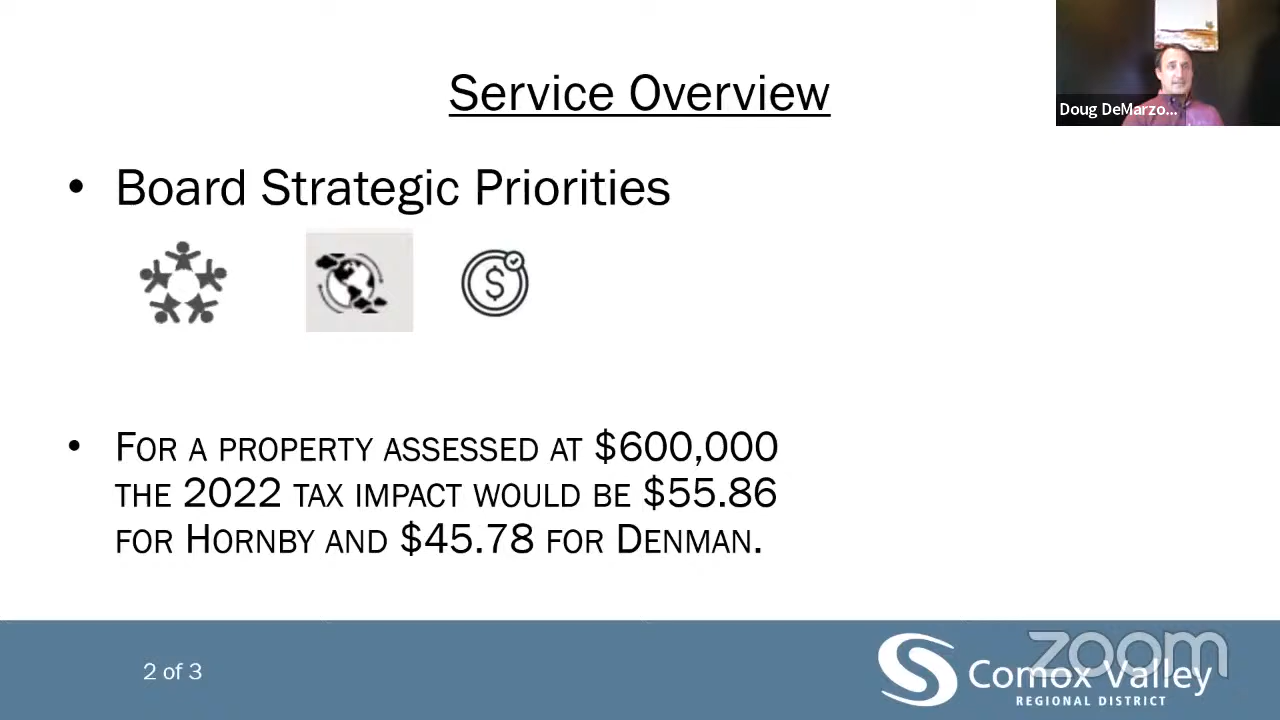 Service Overview
Doug DeMarzo...
• Board Strategic Priorities
$
• FOR A PROPERTY ASSESSED AT $600,000
THE 2022 TAX IMPACT WOULD BE $55.86
FOR HORNBY AND $45.78 FOR DENMAN.
2 of 3
zoom
Comox Valley
REGIONAL DISTRICT